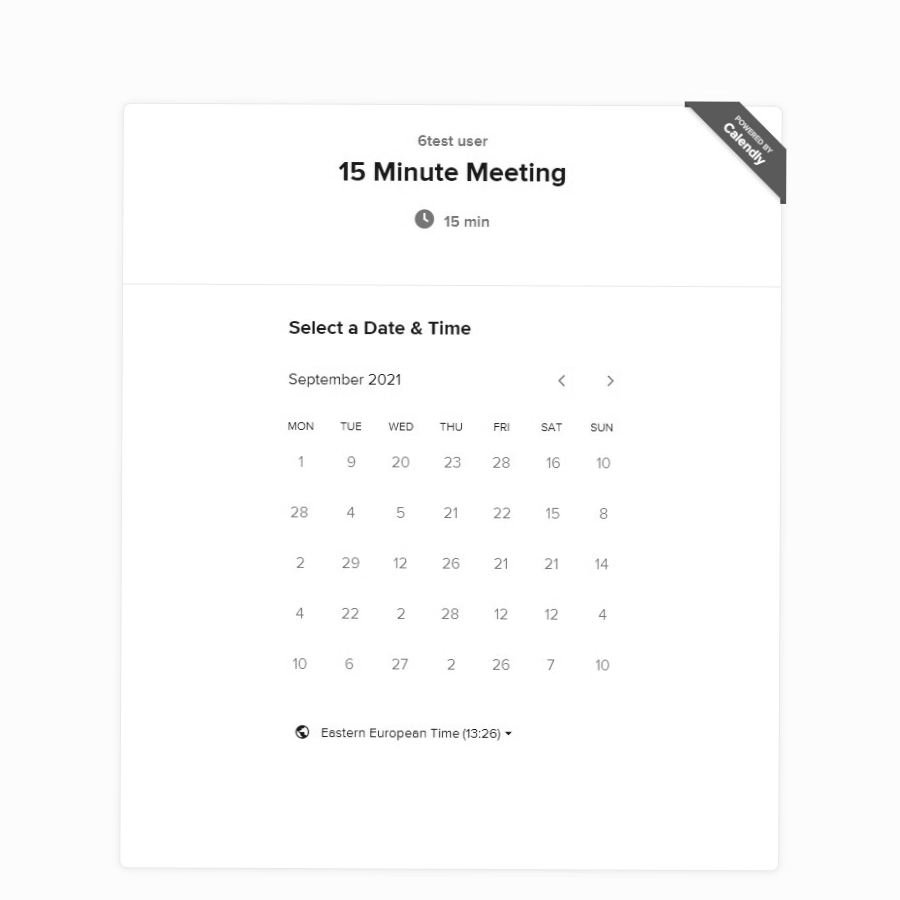 POWERED BY
Calendly
6test user
15 Minute Meeting
15 min
Select a Date & Time
September 2021
MON TUE WED THU FRI SAT SUN
1 9 20 23 28 16 10
28 4 5 21 22 15 8
2 29 12 26 21 21 14
4 22 2 28 12 12 4
10 6 27 2 26 7 10
Eastern European Time (13:26)